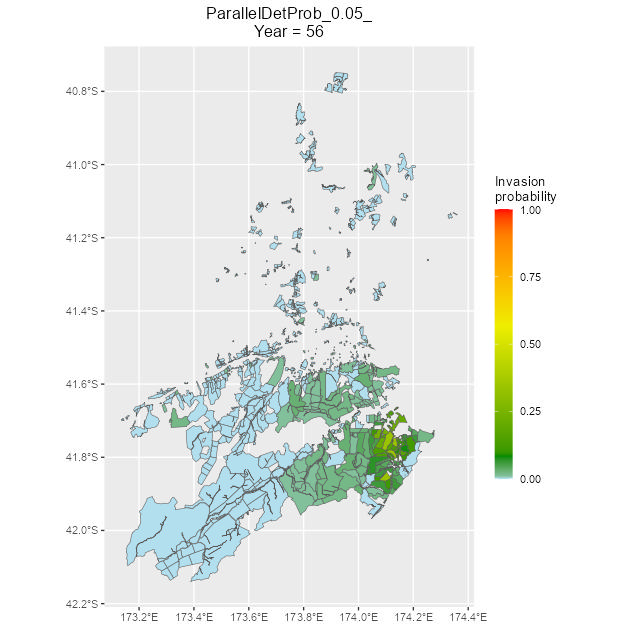 ParallelDetProb_0.05_
Year = 56
40.8°S
41.0°S
41.2°S
41.4°S
41.6°S
41.8°S
42.0°S
42.2°S
173.2°E 173.4°E 173.6°E 173.8°E 174.0°E 174.2°E 174.4°E
Invasion
probability
1.00
0.75
0.50
0.25
0.00